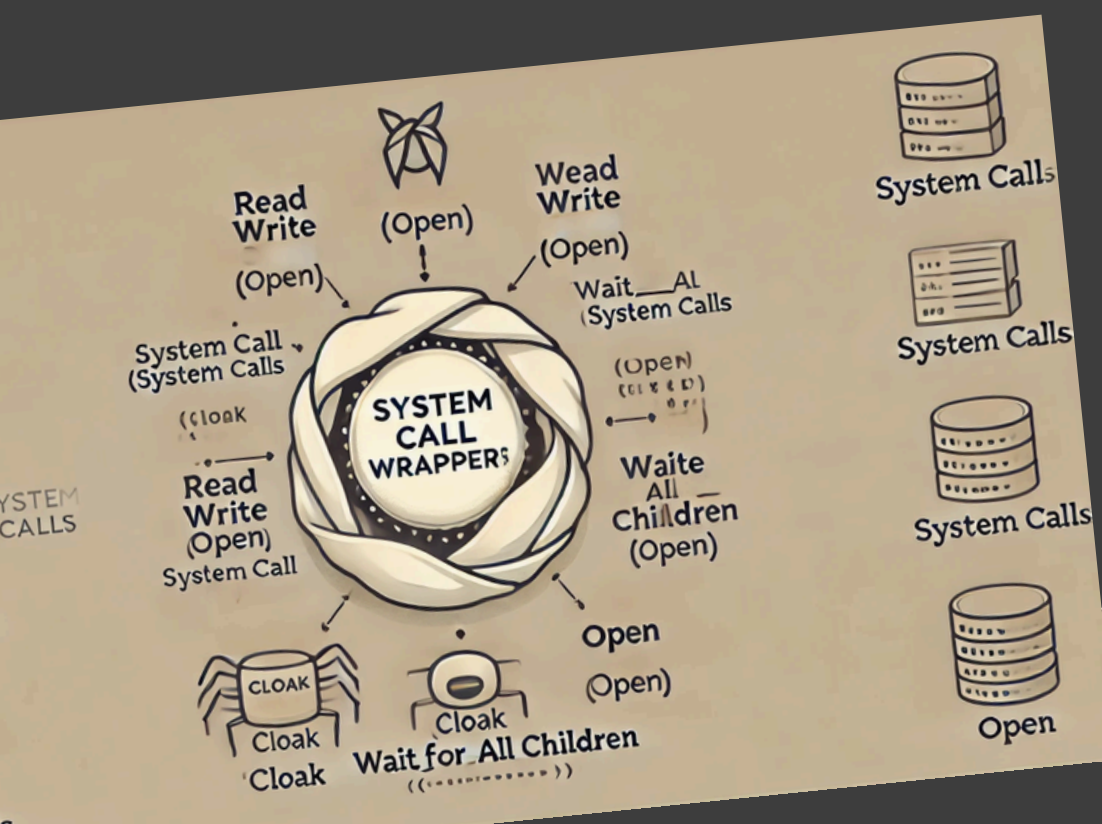 Read
Write
(Open)
(Open)
Wead
Write
(Open)
Wait__AL
(System Calls
System Call
(System Calls
(Cloak
Read
Write
(Open)
System Call
SYSTEM
CALL
WRAPPERS
(Open)
Waite
All —
Children
(Open)
Open
(Open)
CLOAK
Cloak
Cloak
Cloak
Wait for All Children
YSTEM
CALLS
System Calls
System Calls
System Calls
Open